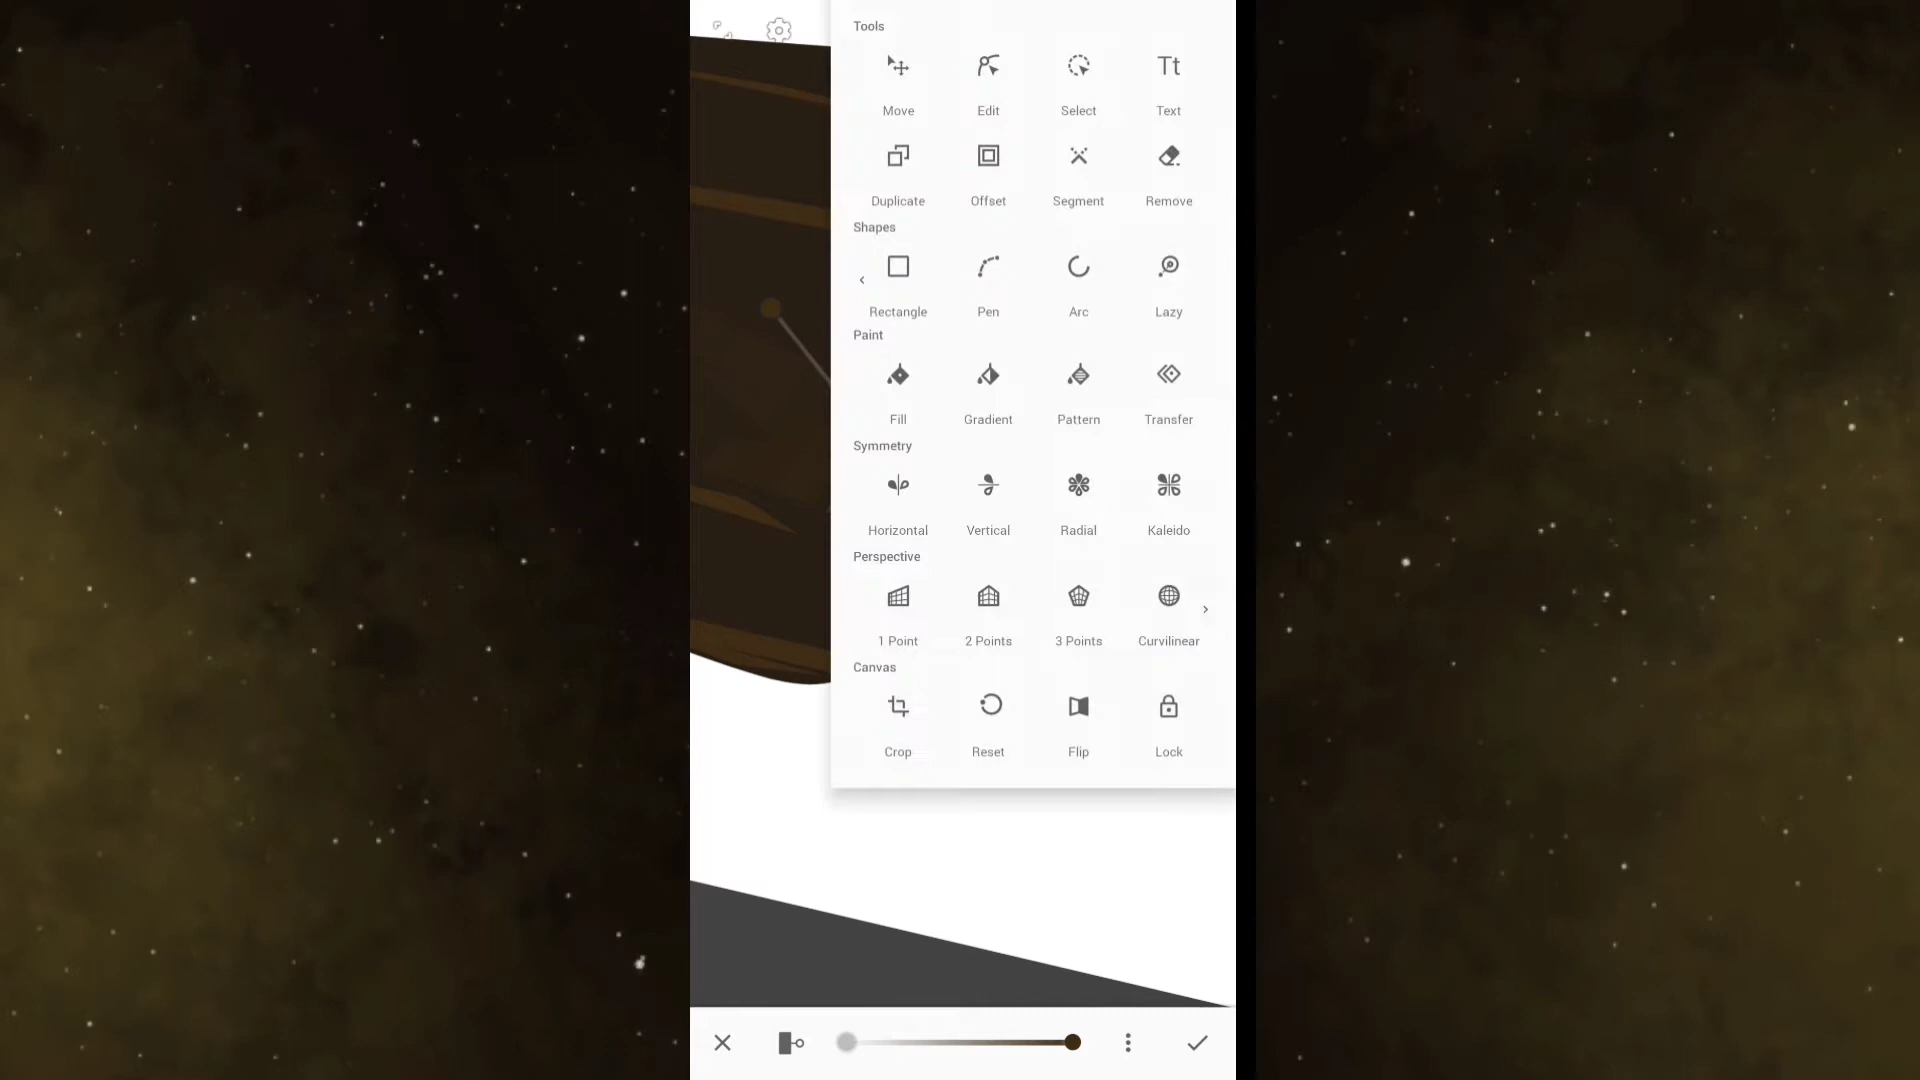 Tools
Move Edit Select Text
Duplicate Offset Segment Remove
Shapes
Rectangle Pen Arc Lazy
Paint
Fill Gradient Pattern Transfer
Symmetry
Horizontal Vertical Radial Kaleido
Perspective
1 Point 2 Points 3 Points Curvilinear
Canvas
Crop Reset Flip Lock